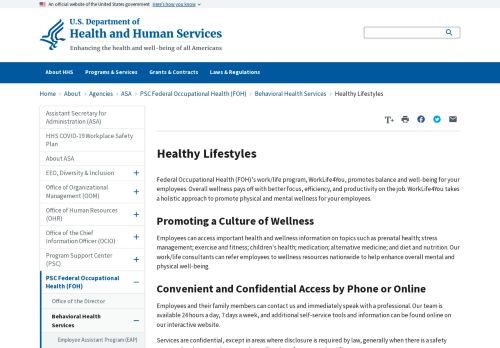 An official website of the United States government Here's how you know
U.S. Department of
Health and Human Services
Enhancing the health and well-being of all Americans
About HHS Programs & Services Grants & Contracts Laws & Regulations
Home › About › Agencies › ASA › PSC Federal Occupational Health (FOH) › Behavioral Health Services › Healthy Lifestyles
Assistant Secretary for
Administration (ASA)
HHS COVID-19 Workplace Safety
Plan
About ASA
EEO, Diversity & Inclusion +
Office of Organizational
Management (OOM) +
Office of Human Resources
(OHR) +
Office of the Chief
Information Officer (OCIO) +
Program Support Center
(PSC) +
PSC Federal Occupational
Health (FOH) –
Office of the Director
Behavioral Health
Services –
Employee Assistant Program (EAP)
T+
Healthy Lifestyles
Federal Occupational Health (FOH)'s work/life program, WorkLife4You, promotes balance and well-being for your
employees. Overall wellness pays off with better focus, efficiency, and productivity on the job. WorkLife4You takes
a holistic approach to promote physical and mental wellness for your employees.
Promoting a Culture of Wellness
Employees can access important health and wellness information on topics such as prenatal health; stress
management; exercise and fitness; children's health; medication; alternative medicine; and diet and nutrition. Our
work/life consultants can refer employees to wellness resources nationwide to help enhance overall mental and
physical well-being.
Convenient and Confidential Access by Phone or Online
Employees and their family members can contact us and immediately speak with a professional. Our team is
available 24 hours a day, 7 days a week, and additional self-service tools and information can be found online on
our interactive website.
Services are confidential, except in areas where disclosure is required by law, generally when there is a safety